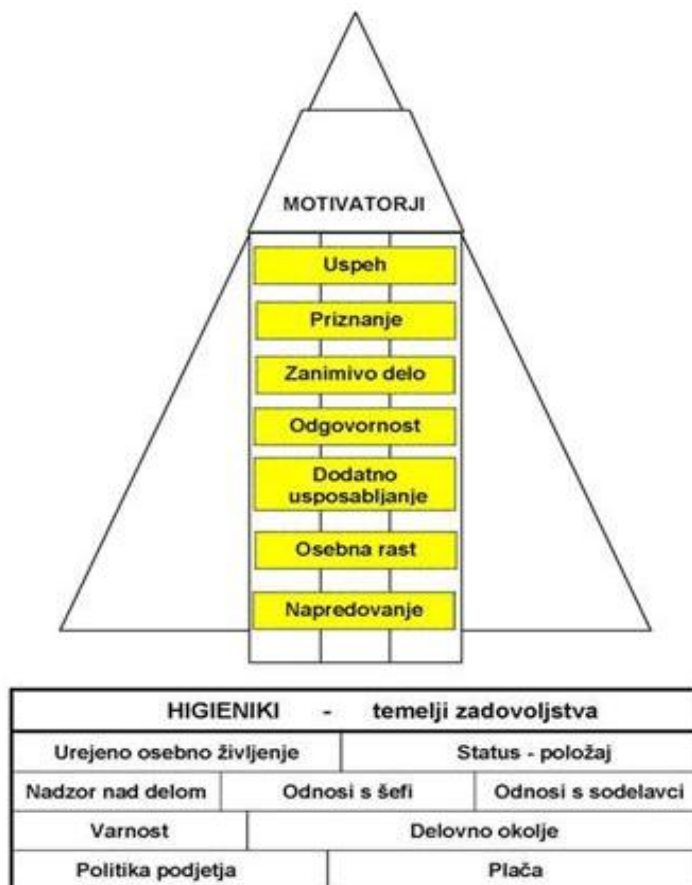 MOTIVATORJI
Uspeh
Priznanje
Zanimivo delo
Odgovornost
Dodatno
usposabljanje
Osebna rast
Napredovanje
HIGIENIKI - temelji zadovoljstva
Urejeno osebno življenje Status - položaj
Nadzor nad delom Odnosi s šefi Odnosi s sodelavci
Varnost Delovno okolje
Politika podjetja Plača